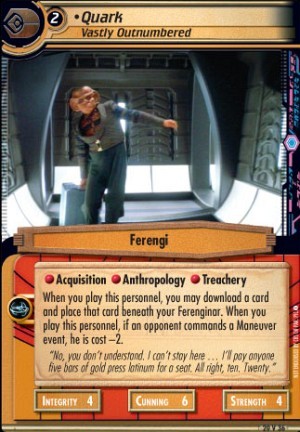 2 • Quark
Vastly Outnumbered
Ferengi
Acquisition Anthropology Treachery
When you play this personnel, you may download a card
and place that card beneath your Ferenginar. When you
play this personnel, if an opponent commands a Maneuver
event, he is cost –2.
"No, you don't understand. I can't stay here ... I'll pay anyone
five bars of gold press latinum for a seat. All right, ten. Twenty."
Integrity 4 Cunning 6 Strength 4